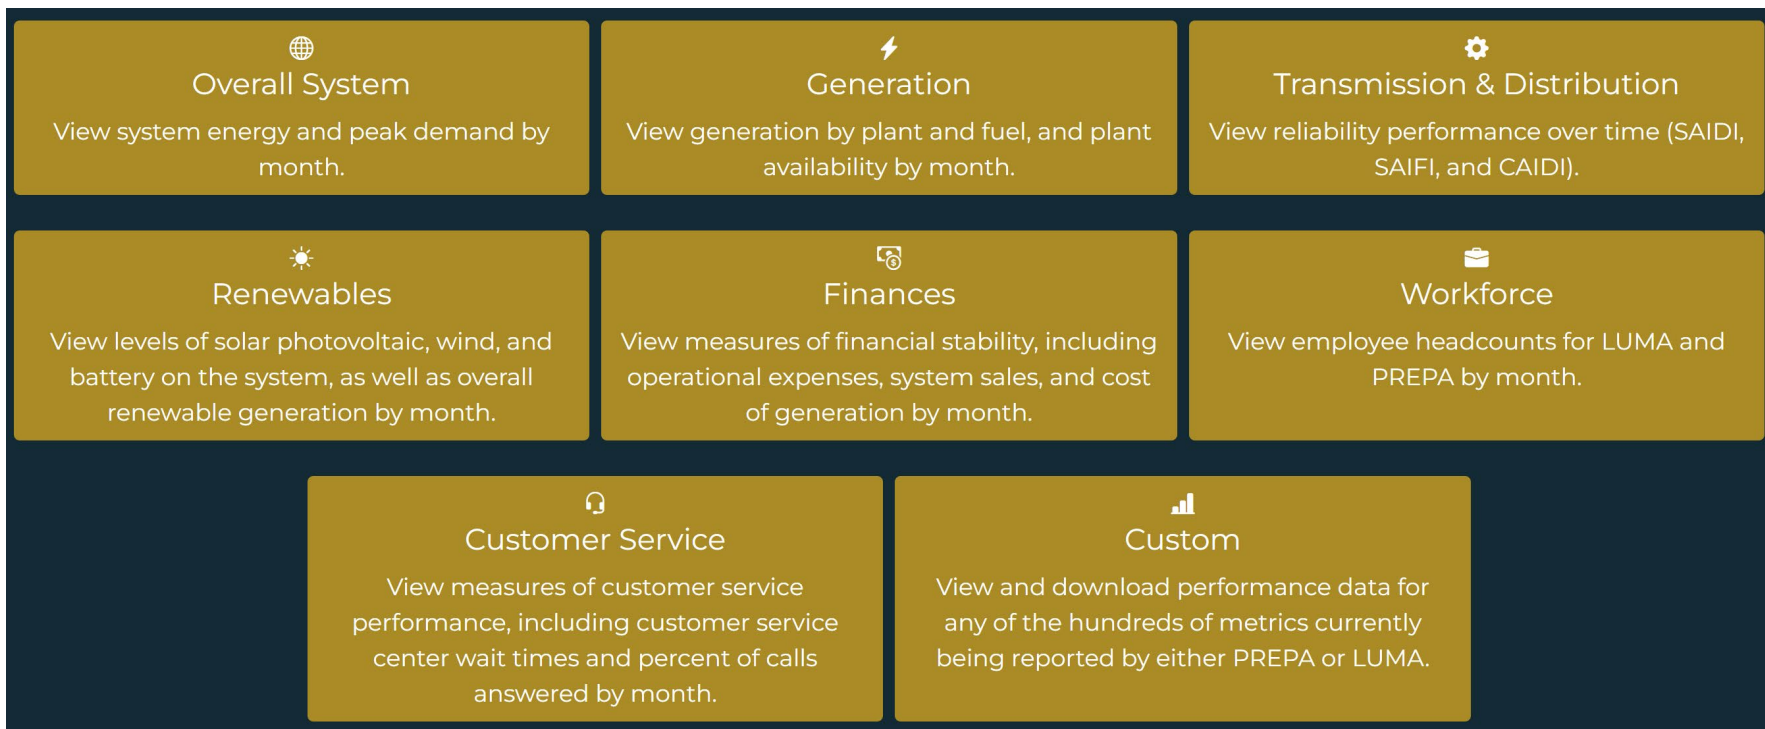 Overall System
View system energy and peak demand by
month.
Generation
View generation by plant and fuel, and plant
availability by month.
Transmission & Distribution
View reliability performance over time (SAIDI,
SAIFI, and CAIDI).
Renewables
View levels of solar photovoltaic, wind, and
battery on the system, as well as overall
renewable generation by month.
Finances
View measures of financial stability, including
operational expenses, system sales, and cost
of generation by month.
Workforce
View employee headcounts for LUMA and
PREPA by month.
Customer Service
View measures of customer service
performance, including customer service
center wait times and percent of calls
answered by month.
Custom
View and download performance data for
any of the hundreds of metrics currently
being reported by either PREPA or LUMA.